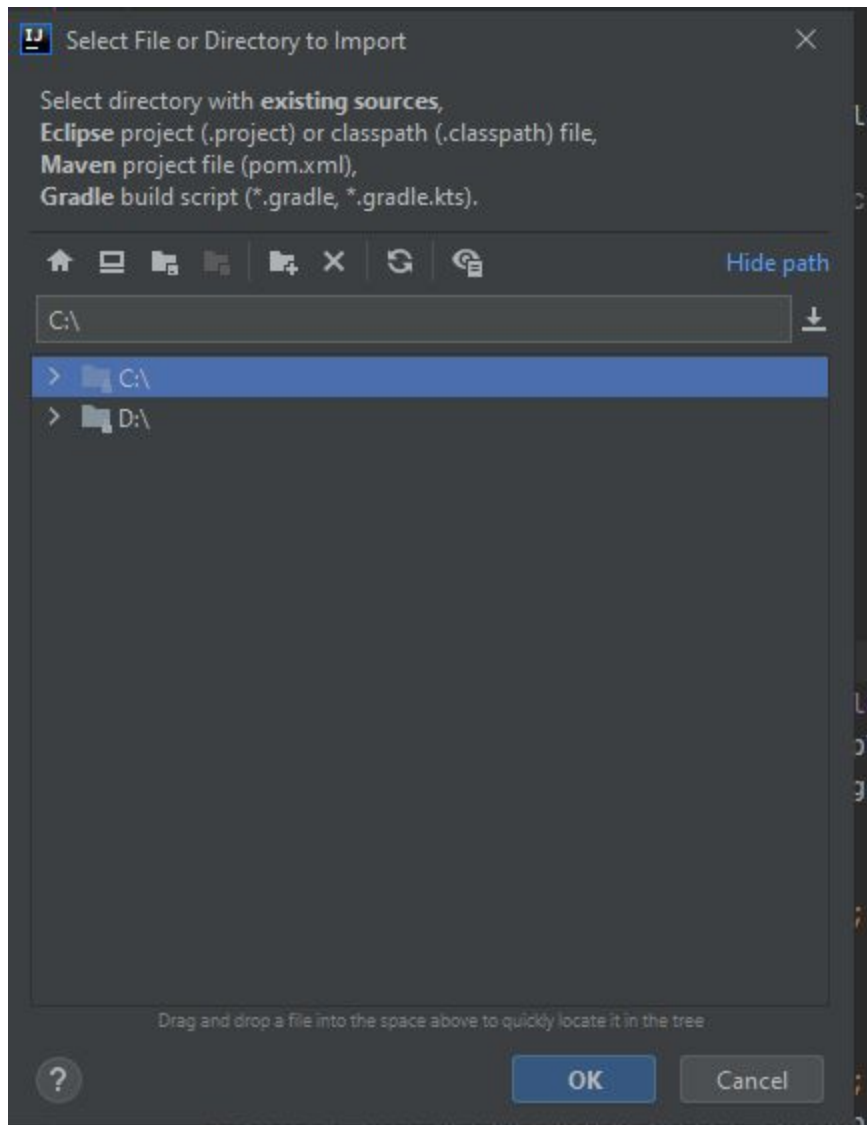 IJ
Select File or Directory to Import
Select directory with existing sources,
Eclipse project (.project) or classpath (.classpath) file,
Maven project file (pom.xml),
Gradle build script (*.gradle, *.gradle.kts).
Hide path
C:\
C:\
D:\
Drag and drop a file into the space above to quickly locate it in the tree
?
OK
Cancel